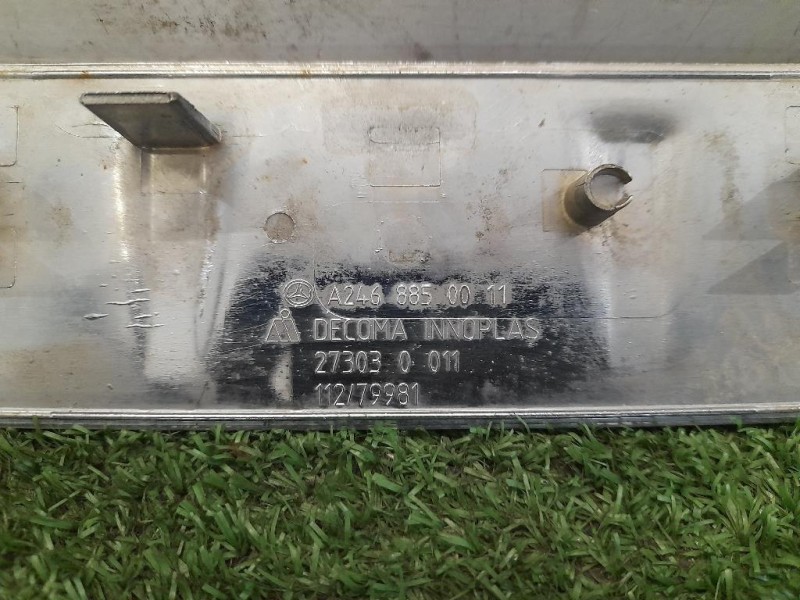 A246 885 00 11
DECOMA INNOPLAS
27303 0 011
112/79981